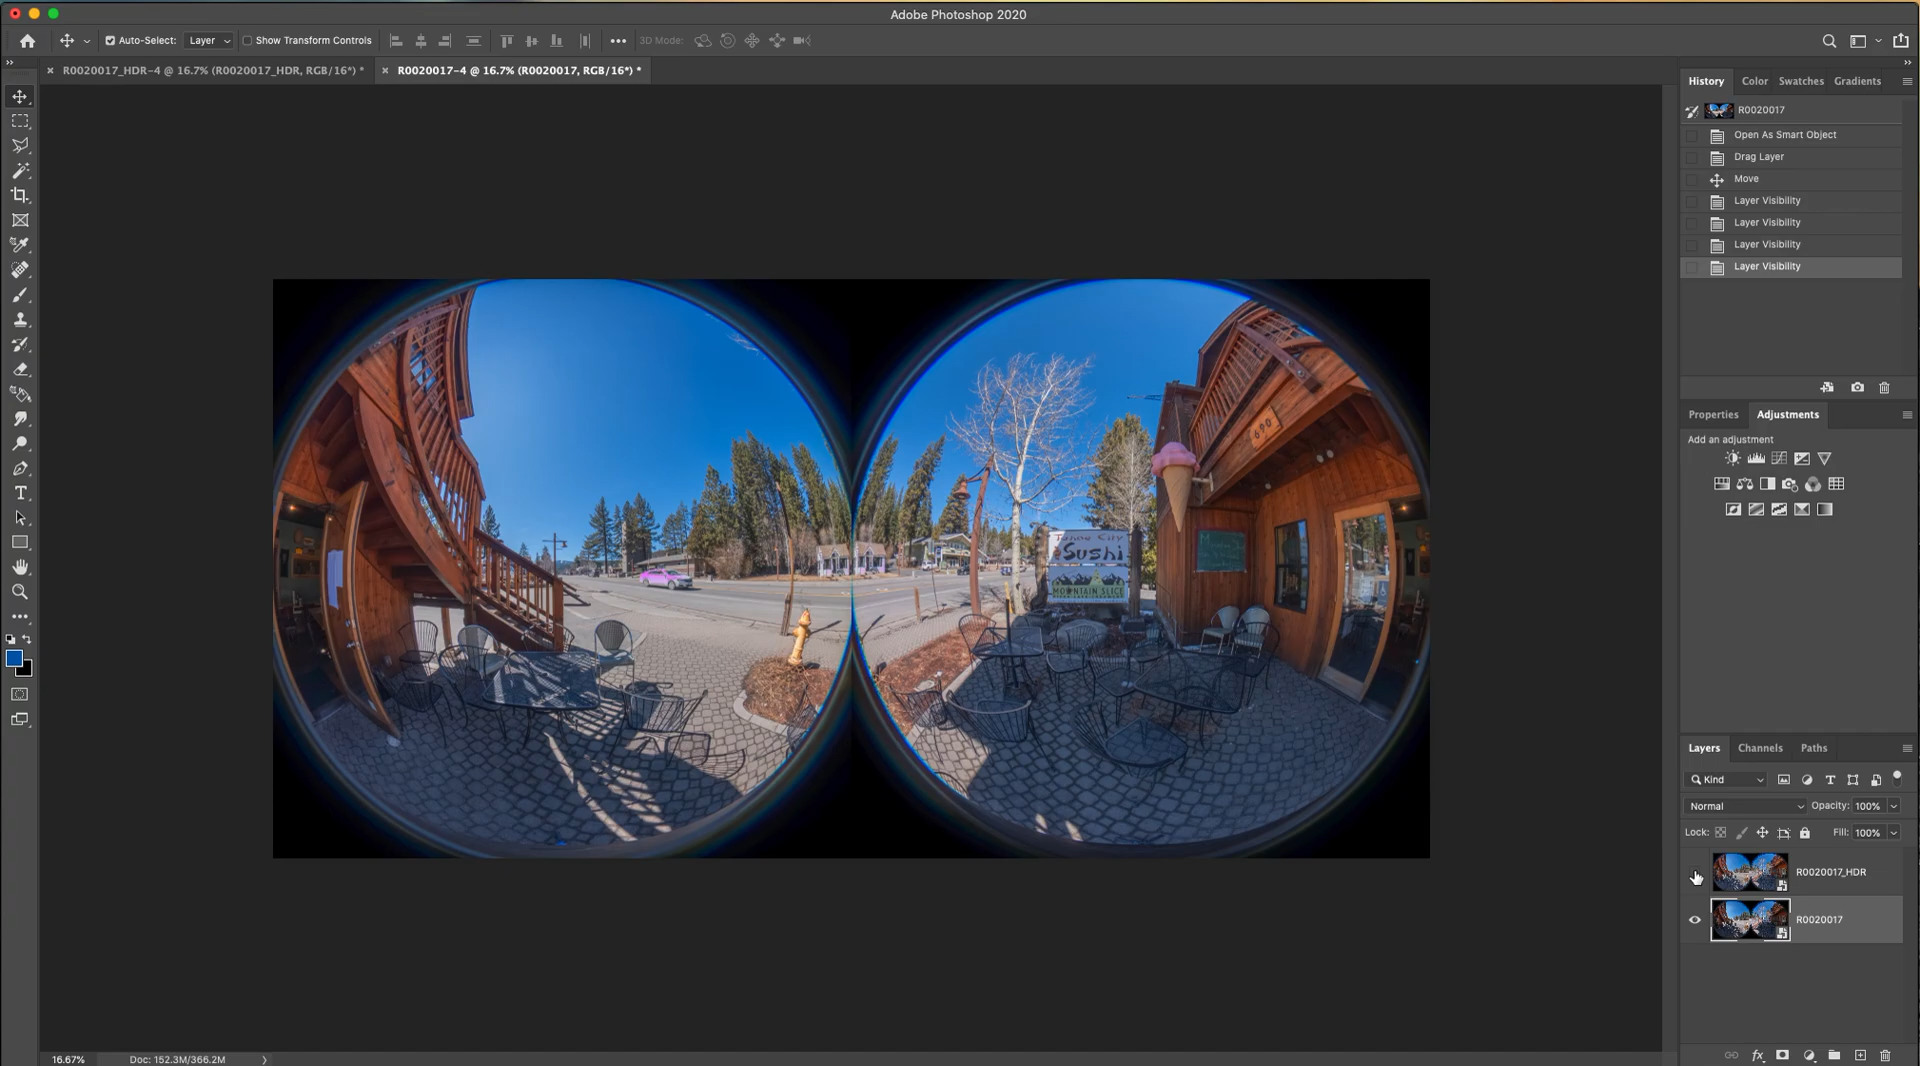 Adobe Photoshop 2020
Auto-Select: Layer Show Transform Controls 3D Mode:
R0020017_HDR-4 @ 16.7% (R0020017_HDR, RGB/16*) *
R0020017-4 @ 16.7% (R0020017, RGB/16*) *
History Color Swatches Gradients
R0020017
Open As Smart Object
Drag Layer
Move
Layer Visibility
Layer Visibility
Layer Visibility
Layer Visibility
Properties Adjustments
Add an adjustment
690
Tahoe City
Sushi
MOUNTAIN SLICE
Layers Channels Paths
Kind
Normal Opacity: 100%
Lock: Fill: 100%
R0020017_HDR
R0020017
16.67% Doc: 152.3M/366.2M